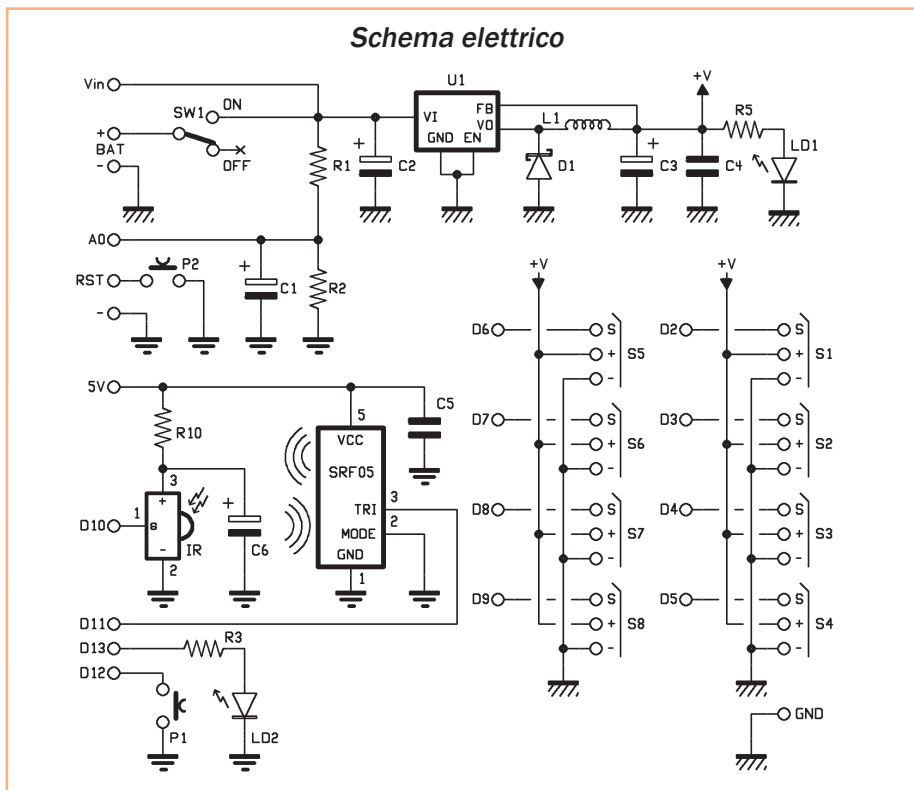 Schema elettrico
Vin
SW1 ON
+
BAT
-
OFF
R1
C2
+
U1
VI
FB
VO
GND EN
L1
D1
+
C3
C4
+V
R5
LD1
A0
RST
P2
-
+
C1
R2
5V
R10
3
+
D10
1
s
-
IR
2
+
C6
5
VCC
SRF05
TRI
3
2
MODE
GND
1
C5
D11
D13
R3
D12
P1
LD2
+V
D6 S
+ S5
-
D7 S
+ S6
-
D8 S
+ S7
-
D9 S
+ S8
-
+V
D2 S
+ S1
-
D3 S
+ S2
-
D4 S
+ S3
-
D5 S
+ S4
-
GND